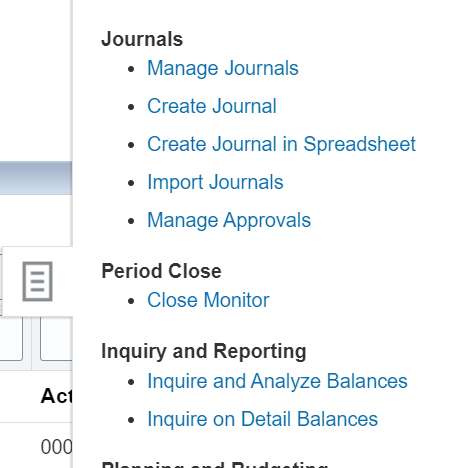 Journals
Manage Journals
Create Journal
Create Journal in Spreadsheet
Import Journals
Manage Approvals
Period Close
Close Monitor
Inquiry and Reporting
Inquire and Analyze Balances
Act
Inquire on Detail Balances
000
Planning and Budgeting